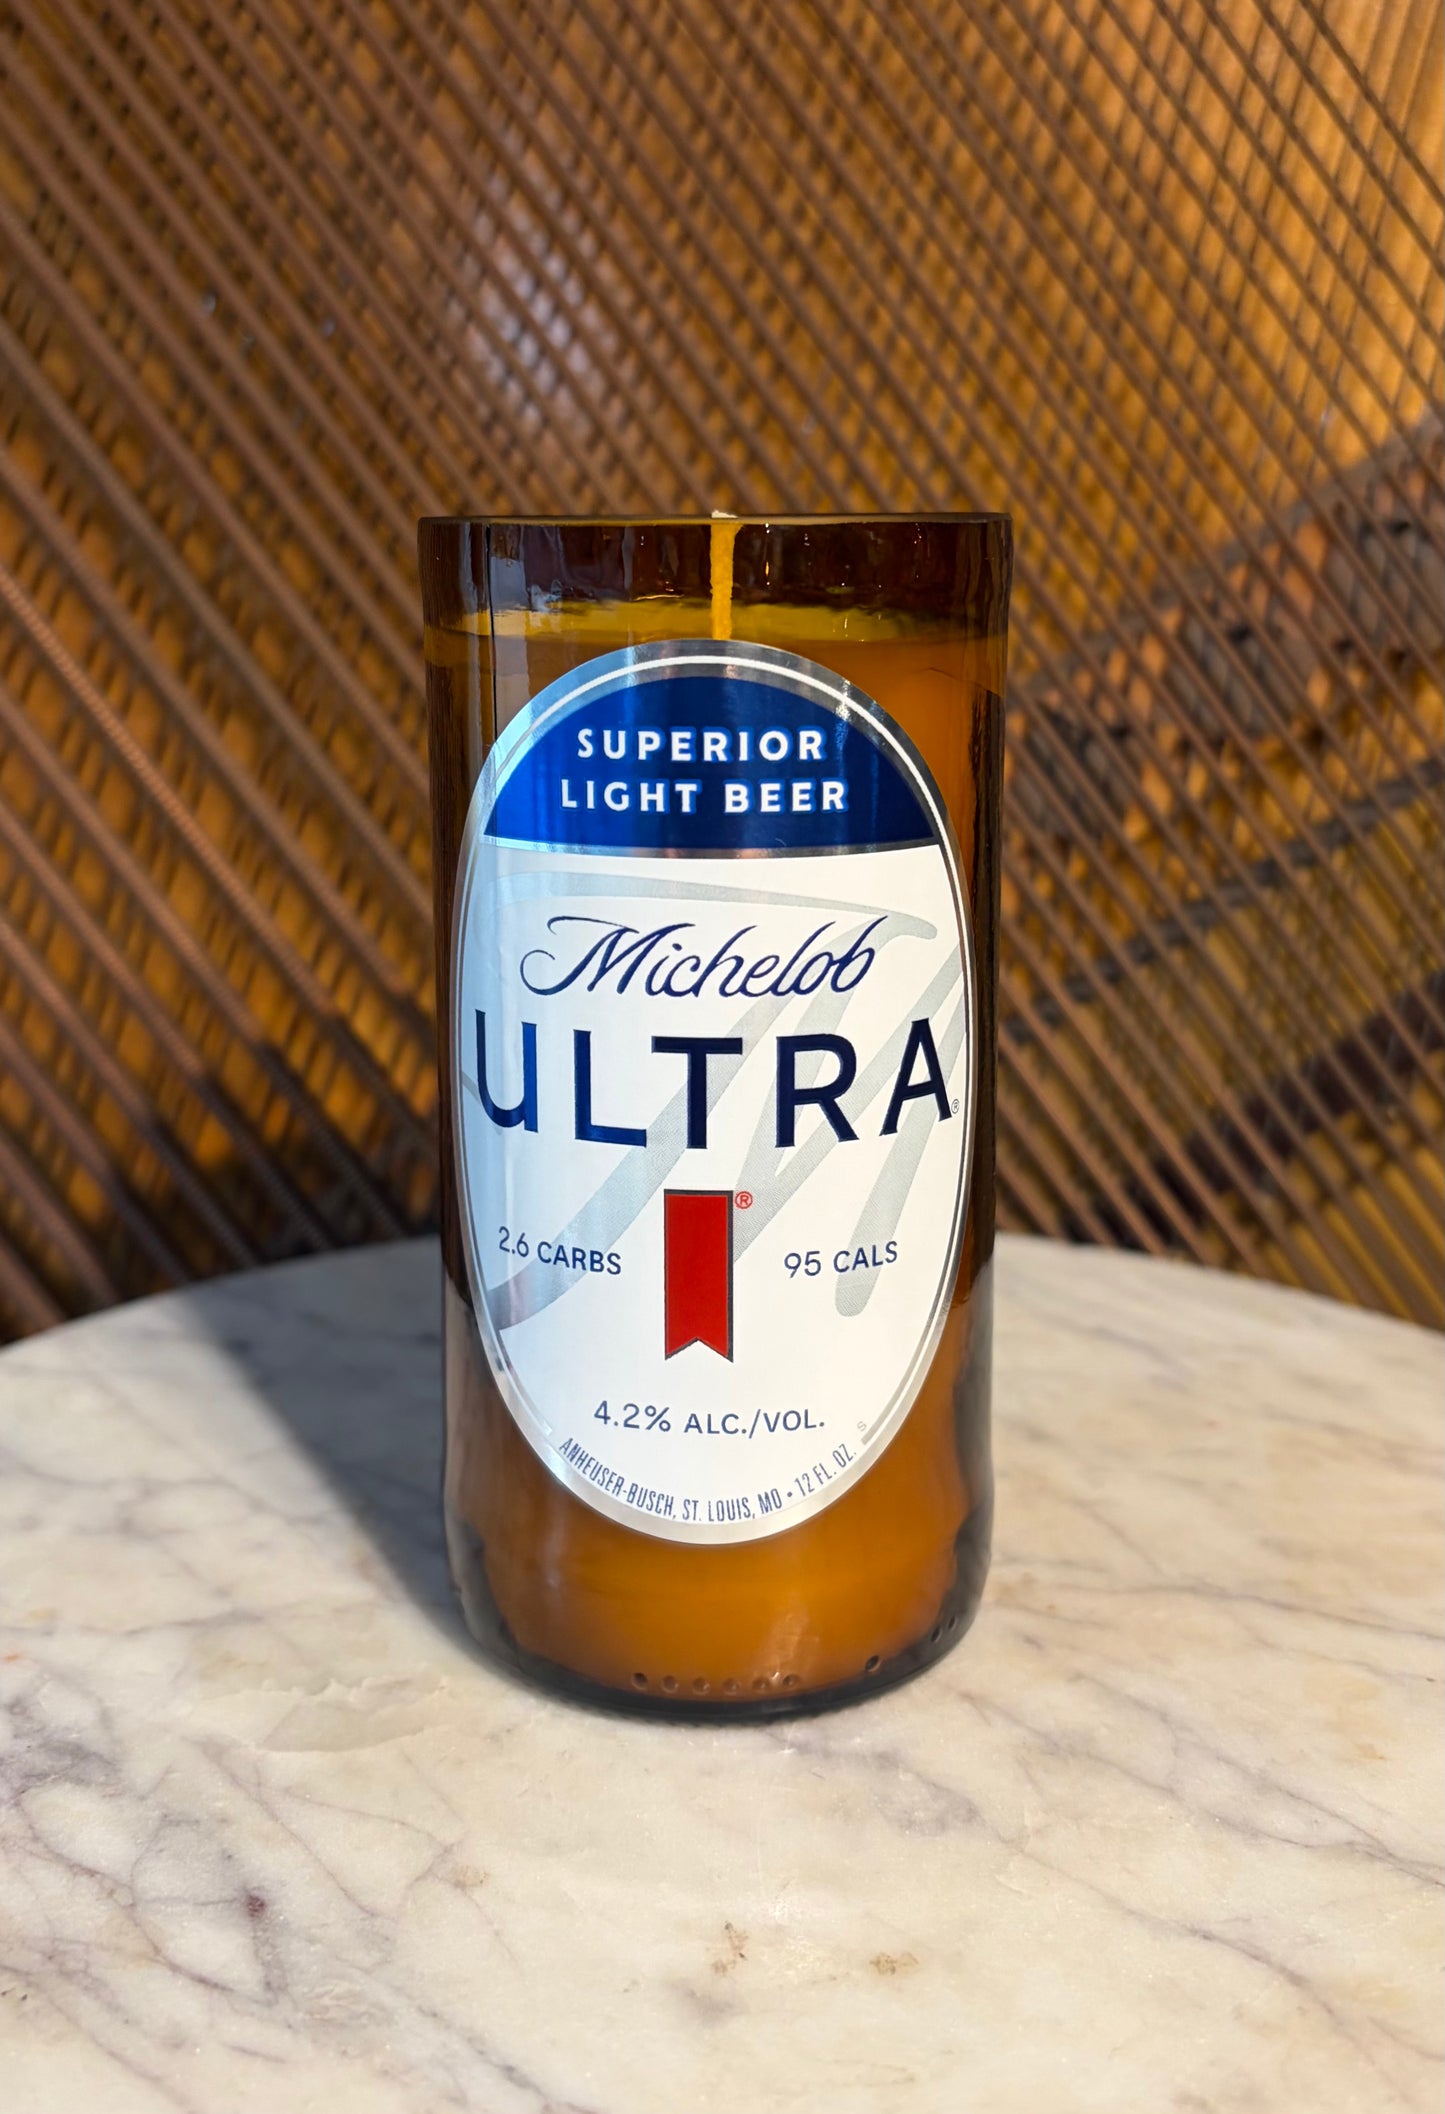 SUPERIOR
LIGHT BEER
Michelob
ULTRA®
®
2.6 CARBS 95 CALS
4.2% ALC./VOL.
ANHEUSER-BUSCH, ST. LOUIS, MO • 12 FL. OZ. S